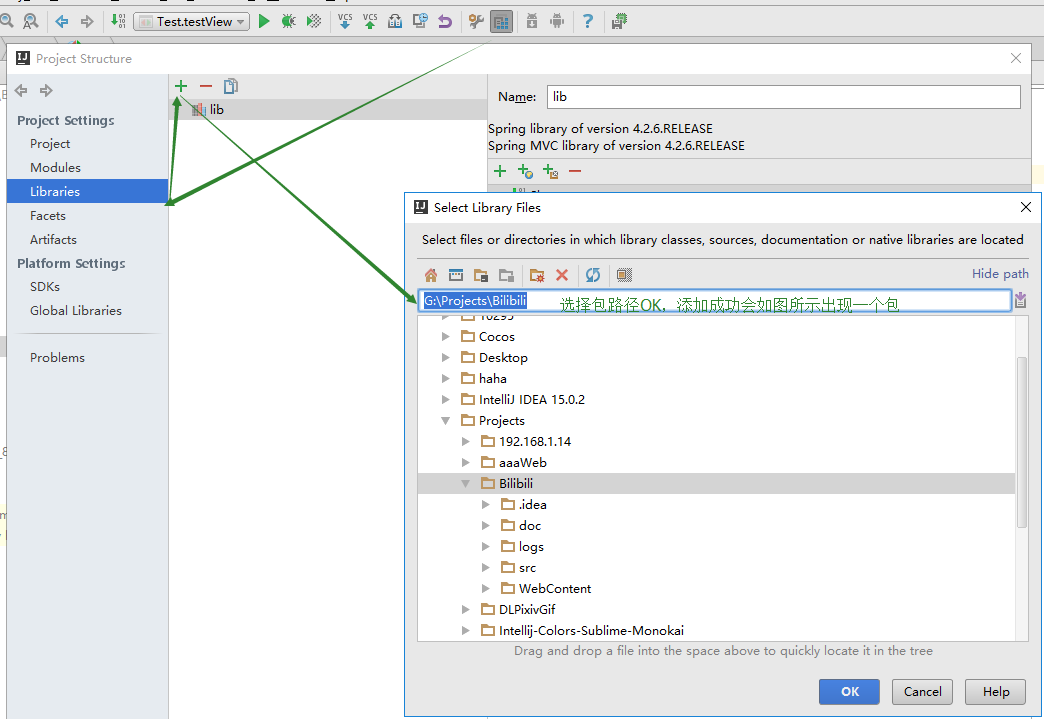 Test.testView
VCS
VCS
Project Structure
Project Settings
Project
Modules
Libraries
Facets
Artifacts
Platform Settings
SDKs
Global Libraries
Problems
lib
Name: lib
Spring library of version 4.2.6.RELEASE
Spring MVC library of version 4.2.6.RELEASE
Select Library Files
Select files or directories in which library classes, sources, documentation or native libraries are located
Hide path
G:\Projects\Bilibili
选择包路径OK，添加成功会如图所示出现一个包
Cocos
Desktop
haha
IntelliJ IDEA 15.0.2
Projects
192.168.1.14
aaaWeb
Bilibili
.idea
doc
logs
src
WebContent
DLPixivGif
Intellij-Colors-Sublime-Monokai
Drag and drop a file into the space above to quickly locate it in the tree
OK
Cancel
Help